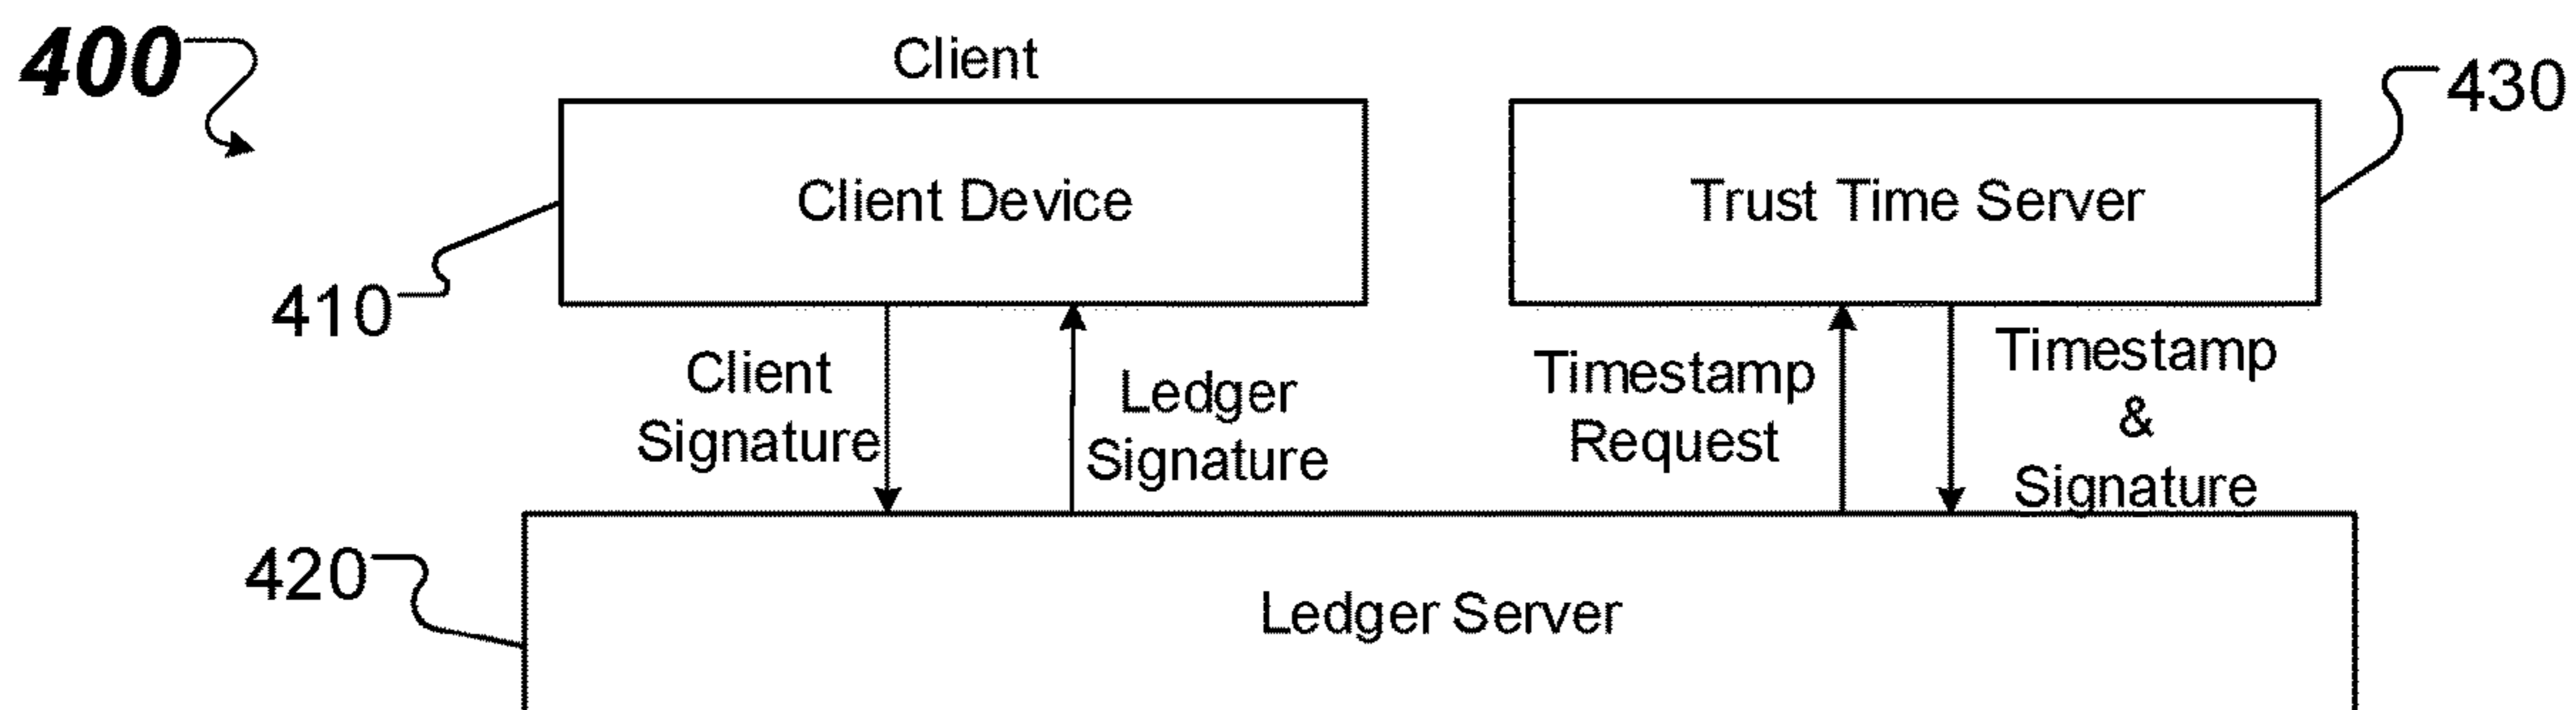 400
Client
430
Client Device
Trust Time Server
410
Client
Signature
Ledger
Signature
Timestamp
Request
Timestamp
&
Signature
420
Ledger Server